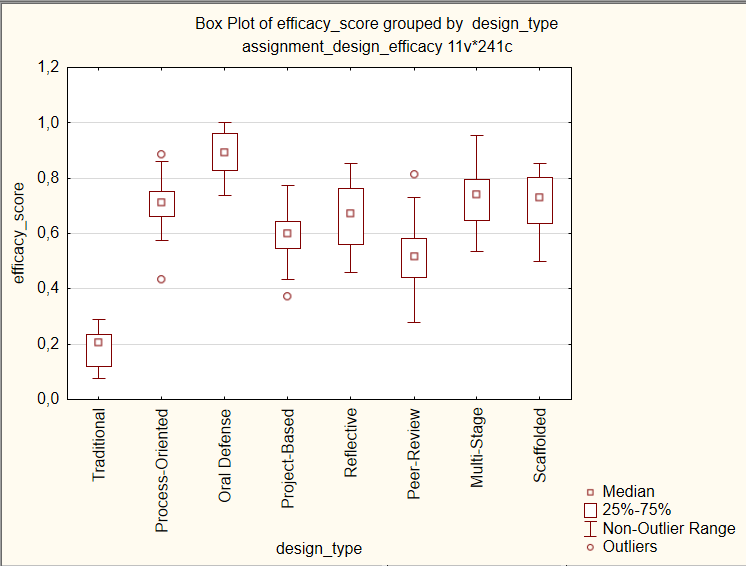 Box Plot of efficacy_score grouped by  design_type
assignment_design_efficacy 11v*241c
1,2
1,0
0,8
0,6
0,4
0,2
0,0
efficacy_score
Traditional
Process-Oriented
Oral Defense
Project-Based
Reflective
Peer-Review
Multi-Stage
Scaffolded
design_type
Median
25%-75%
Non-Outlier Range
Outliers